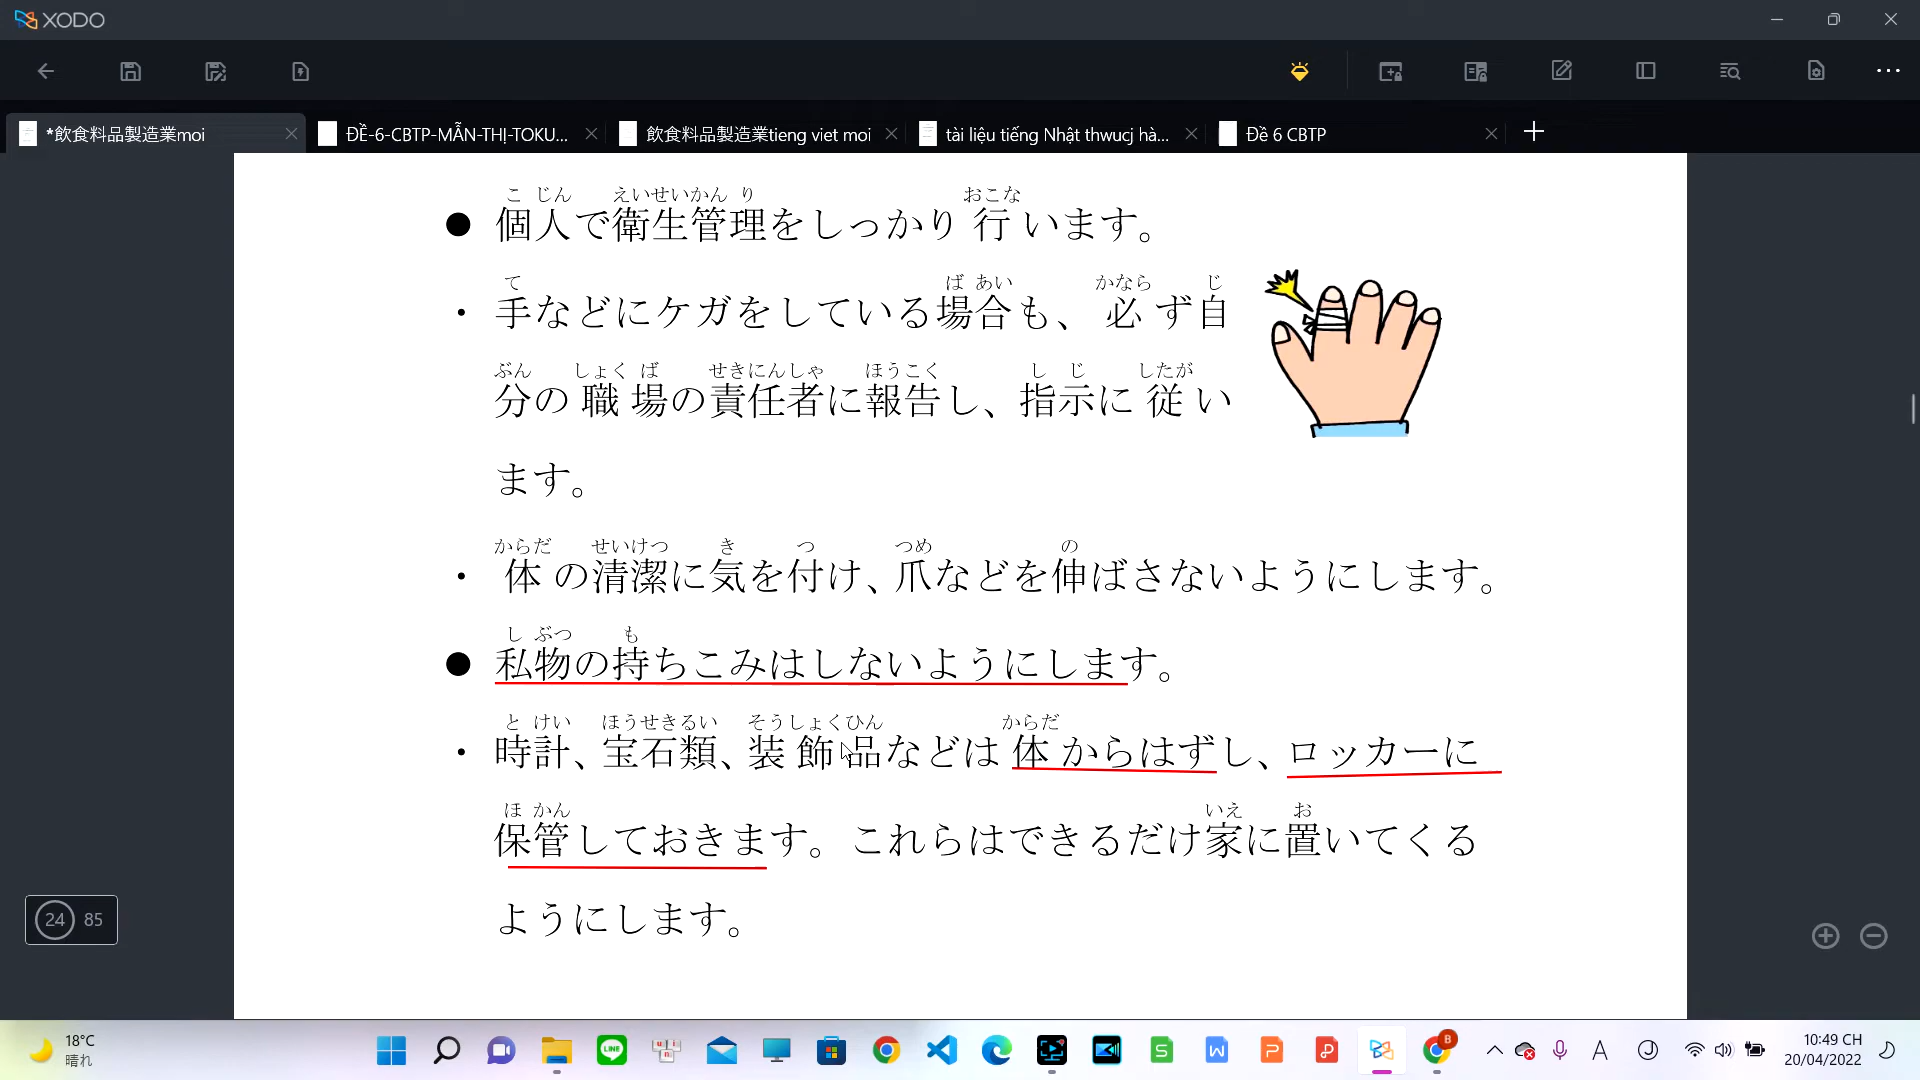 XODO
*飲食料品製造業moi
ĐỀ-6-CBTP-MẪN-THỊ-TOKU...
飲食料品製造業tieng viet moi
tài liệu tiếng Nhật thwucj hà...
Đề 6 CBTP
こ じん えいせいかん り おこな
● 個人で衛生管理をしっかり行います。
て ば あい かなら じ
・ 手などにケガをしている場合も、必ず自
ぶん しょく ば せきにんしゃ ほうこく し じ したが
分の職場の責任者に報告し、指示に従い
ます。
からだ せいけつ き つ つめ の
・ 体の清潔に気を付け、爪などを伸ばさないようにします。
し ぶつ も
● 私物の持ちこみはしないようにします。
と けい ほうせきるい そうしょくひん からだ
・ 時計、宝石類、装飾品などは体からはずし、ロッカーに
ほ かん いえ お
保管しておきます。これらはできるだけ家に置いてくる
ようにします。
24 85
18°C
晴れ
LINE
B
A
10:49 CH
20/04/2022